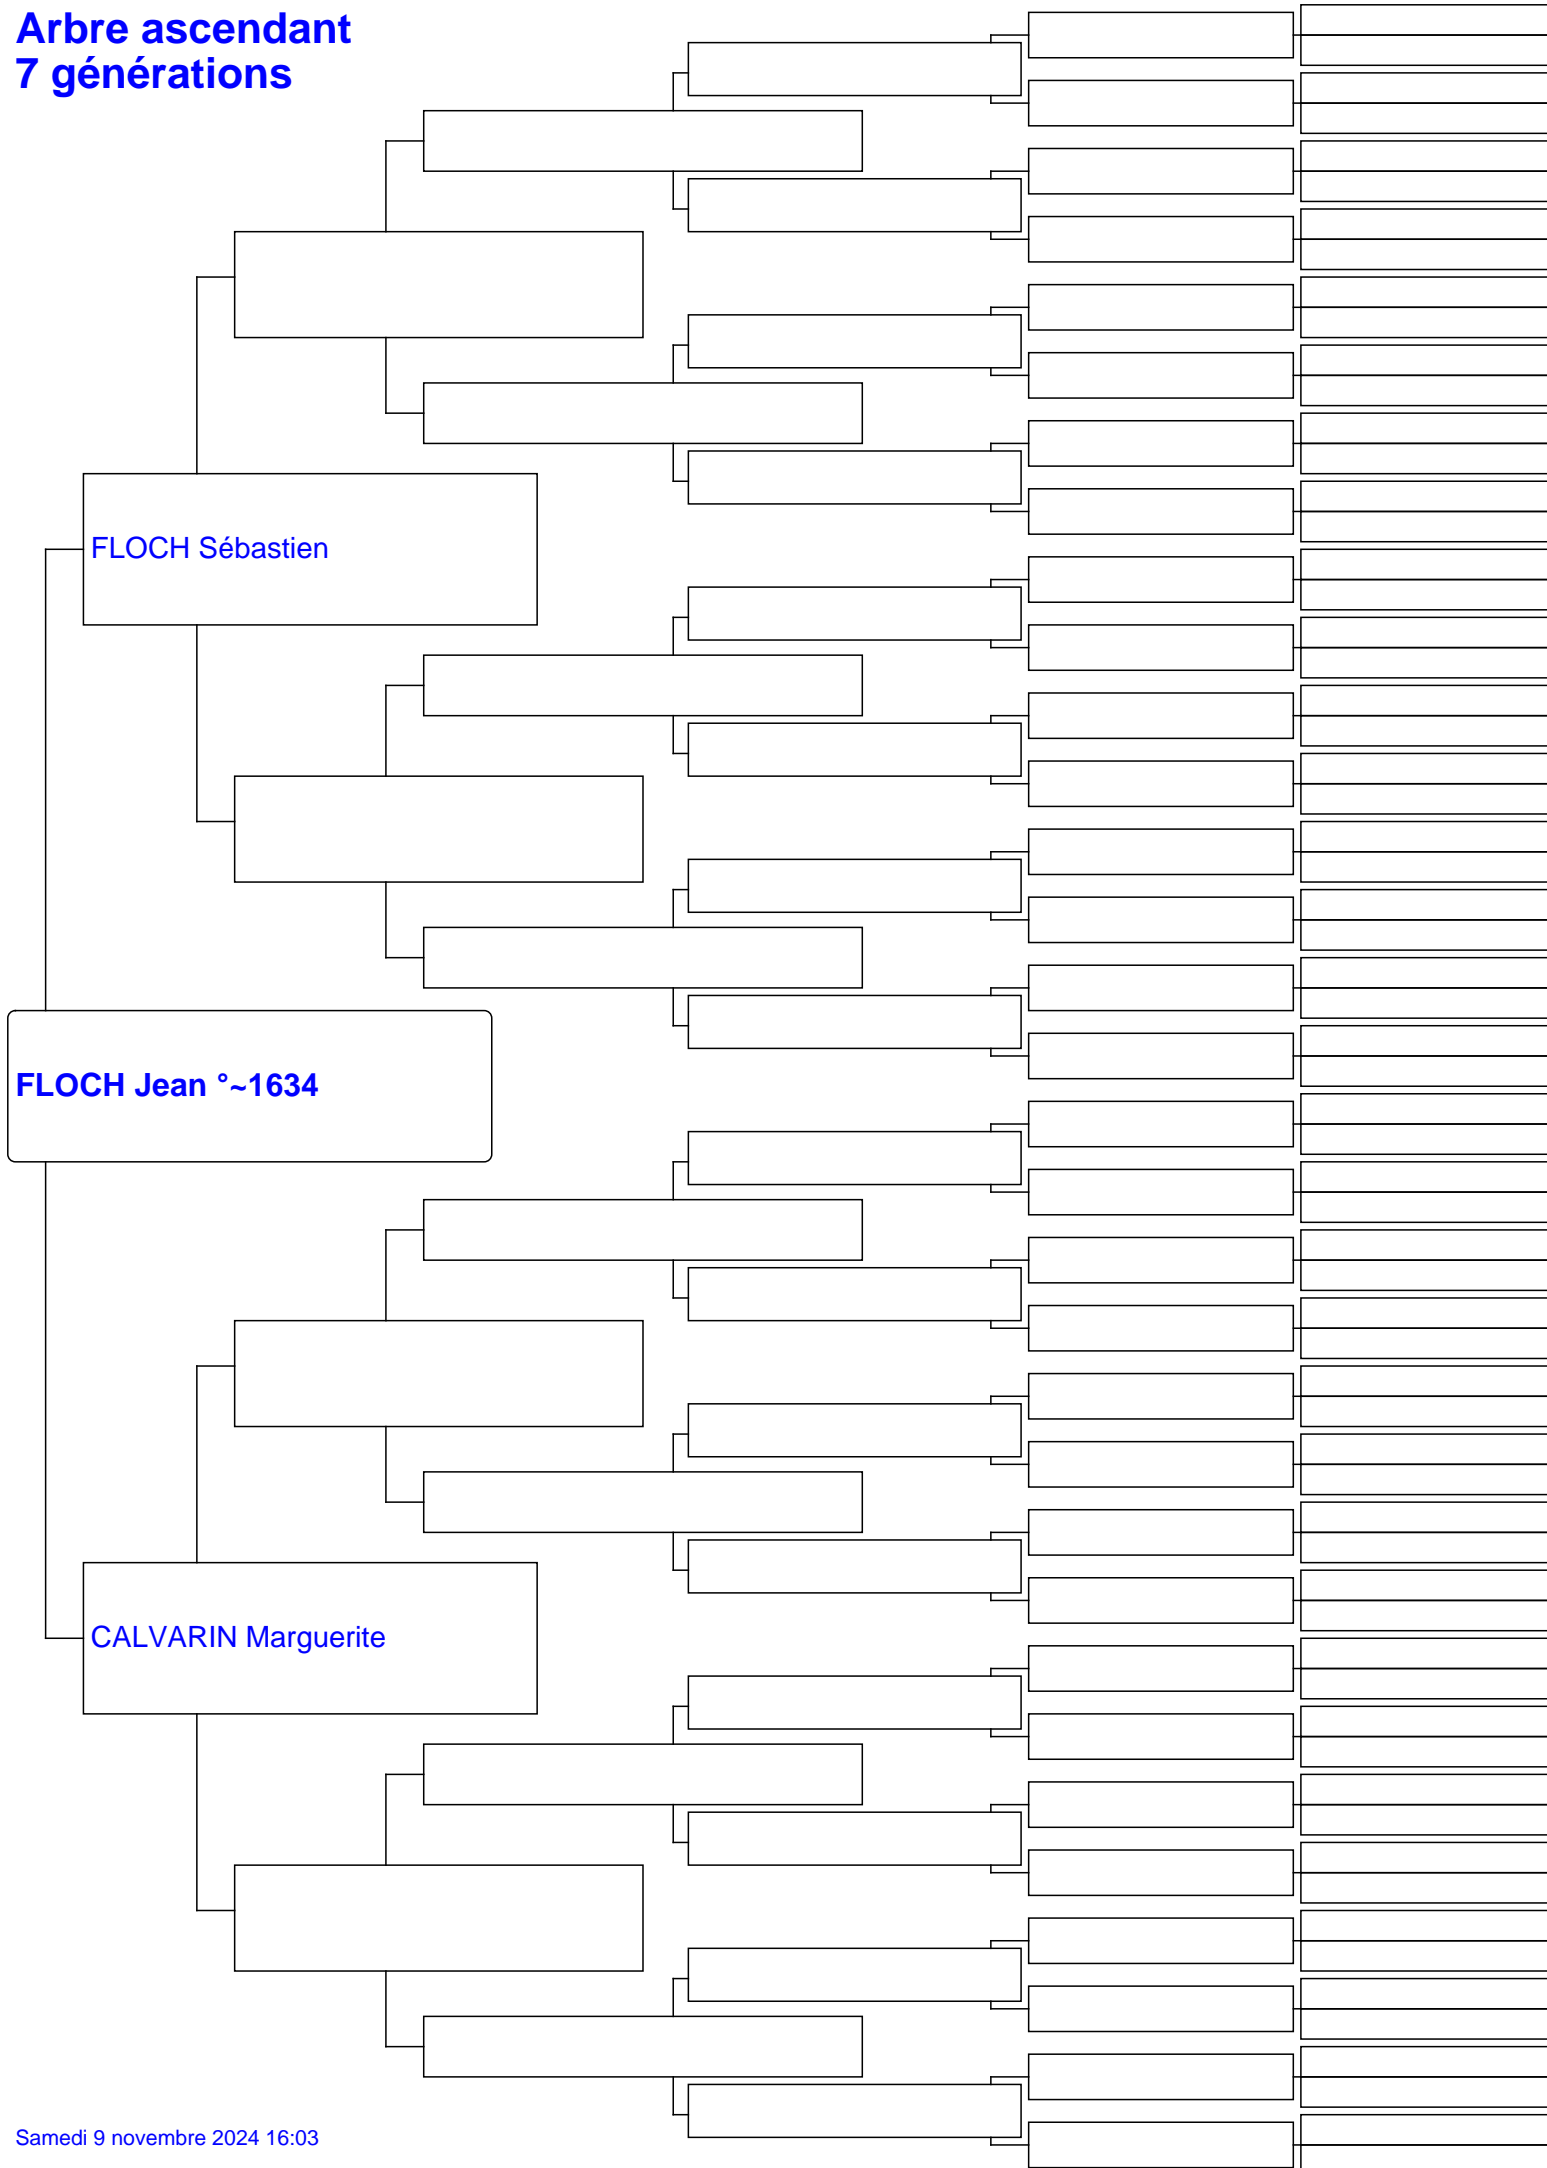 Arbre ascendant
7 générations
FLOCH Sébastien
FLOCH Jean °~1634
CALVARIN Marguerite
Samedi 9 novembre 2024 16:03